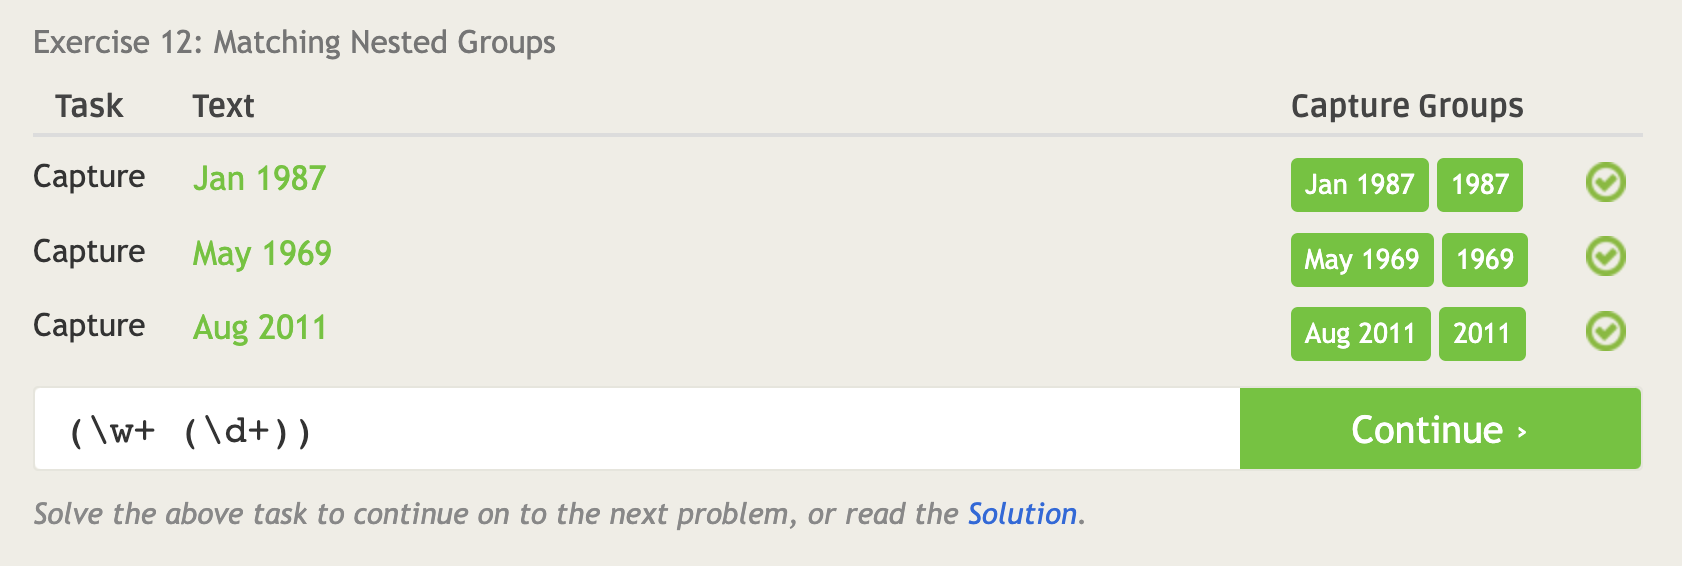 Exercise 12: Matching Nested Groups
Task Text Capture Groups
Capture Jan 1987 Jan 1987 1987
Capture May 1969 May 1969 1969
Capture Aug 2011 Aug 2011 2011
(\w+ (\d+)) Continue ›
Solve the above task to continue on to the next problem, or read the Solution.